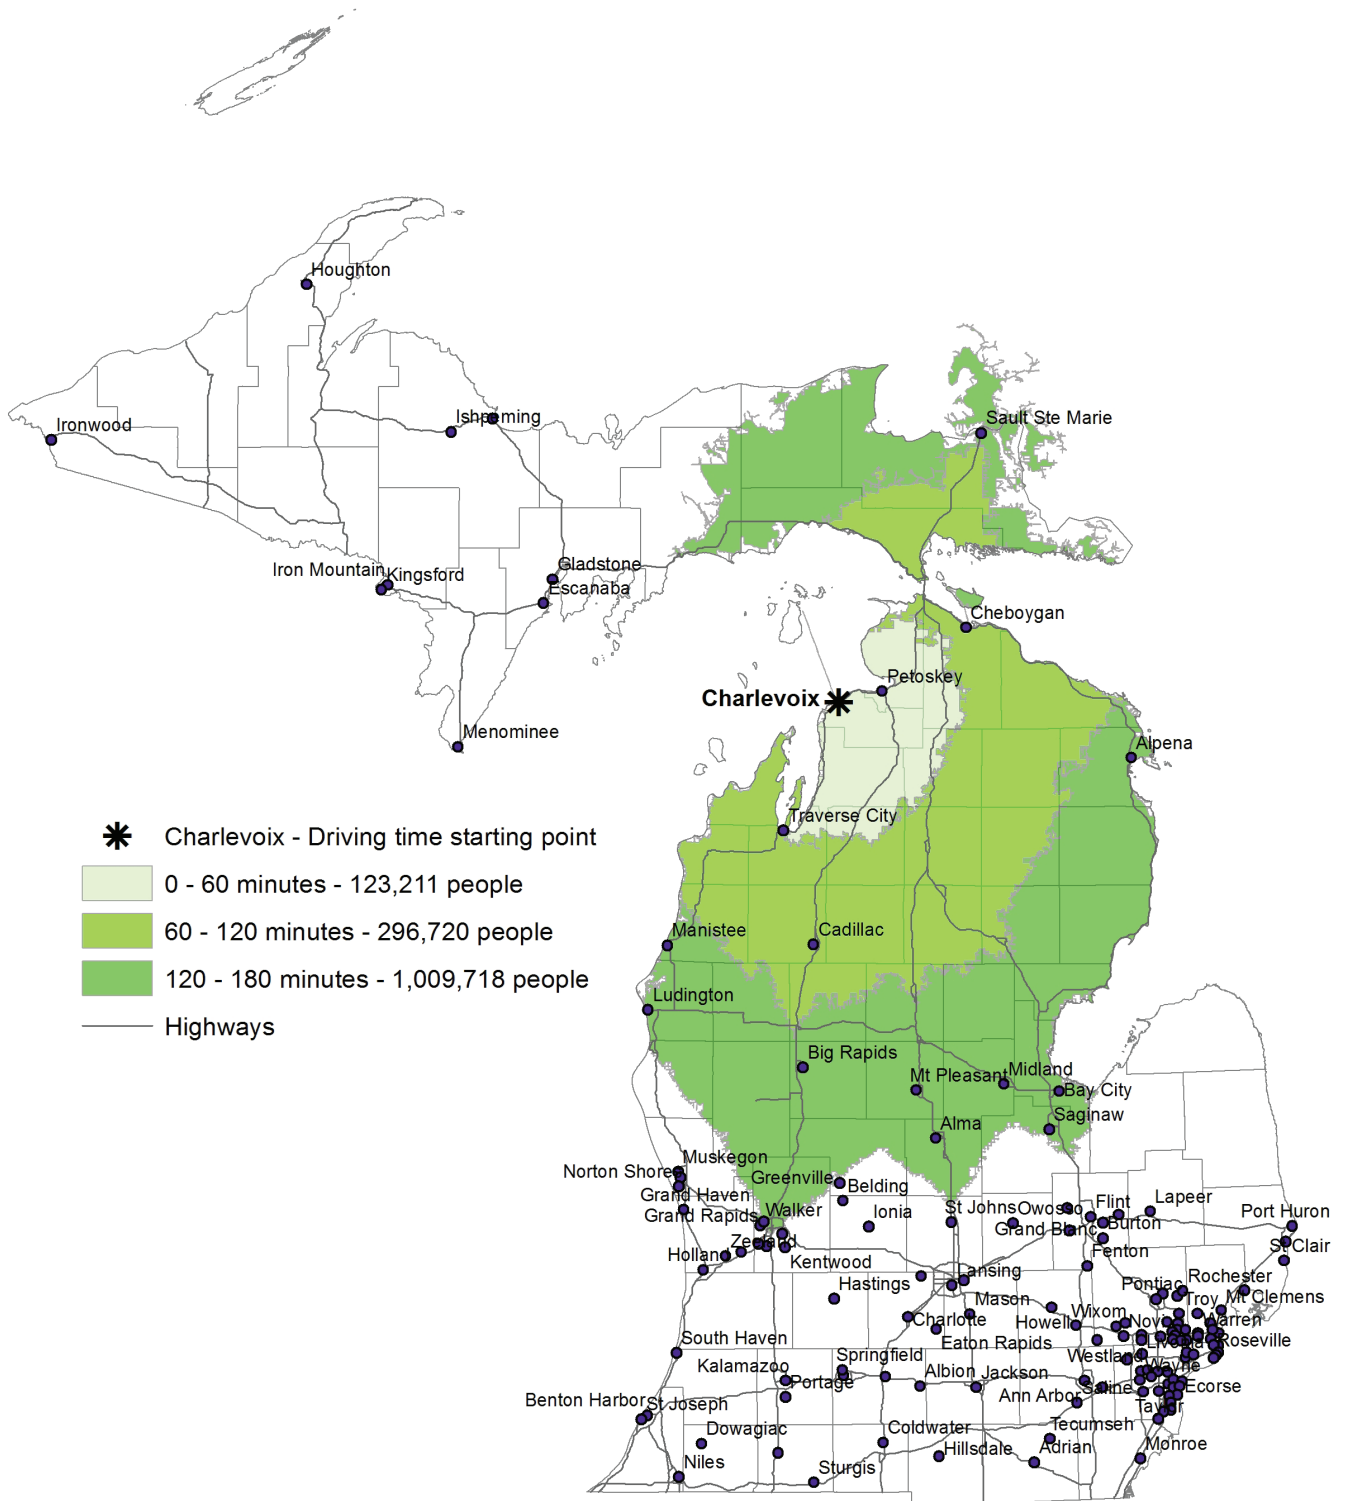 Houghton
Ishpeming
Ironwood
Sault Ste Marie
Gladstone
Iron Mountain
Kingsford
Escanaba
Cheboygan
Petoskey
Charlevoix
Menominee
Alpena
Traverse City
Charlevoix - Driving time starting point
0 - 60 minutes - 123,211 people
60 - 120 minutes - 296,720 people
120 - 180 minutes - 1,009,718 people
Highways
Manistee
Cadillac
Ludington
Big Rapids
Mt Pleasant
Midland
Bay City
Saginaw
Alma
Muskegon
Norton Shores
Greenville
Belding
Grand Haven
Grand Rapids
Walker
Ionia
St Johns
Owosso
Flint
Lapeer
Grand Blanc
Burton
Port Huron
Zeeland
Holland
Kentwood
Fenton
St Clair
Lansing
Hastings
Pontiac
Rochester
Troy
Mt Clemens
Mason
Charlotte
Howell
Wixom
Novi
Warren
Eaton Rapids
Livonia
Roseville
South Haven
Springfield
Westland
Wayne
Kalamazoo
Portage
Albion
Jackson
Ann Arbor
Saline
Ecorse
Taylor
Benton Harbor
St Joseph
Dowagiac
Coldwater
Tecumseh
Hillsdale
Adrian
Monroe
Niles
Sturgis